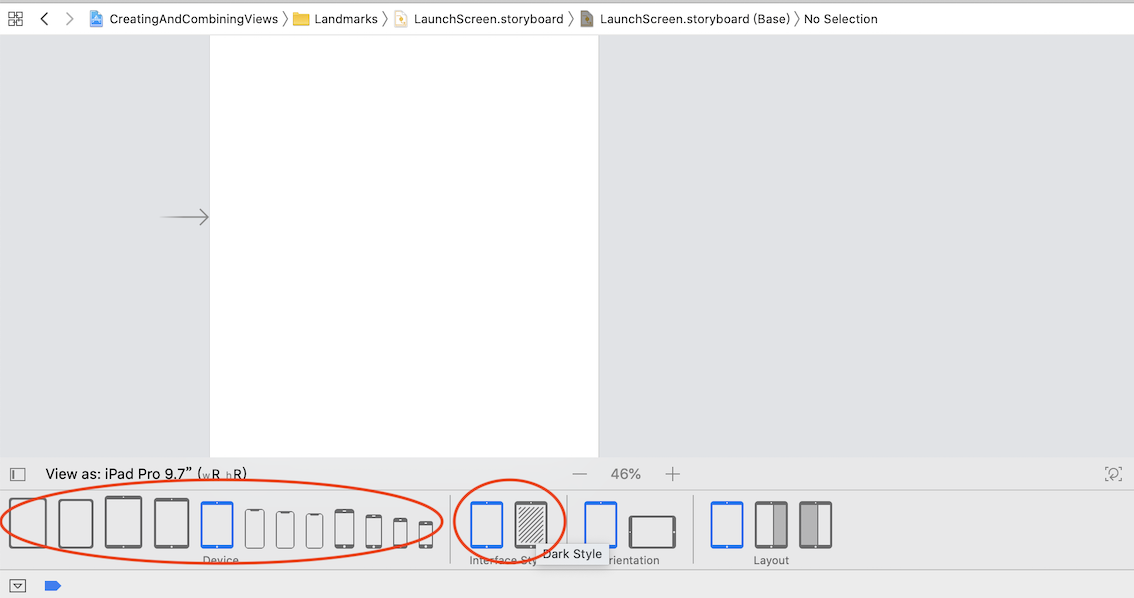 CreatingAndCombiningViews Landmarks LaunchScreen.storyboard LaunchScreen.storyboard (Base) No Selection
View as: iPad Pro 9.7” (wR hR) 46%
Dark Style
Device Interface Sty rientation Layout